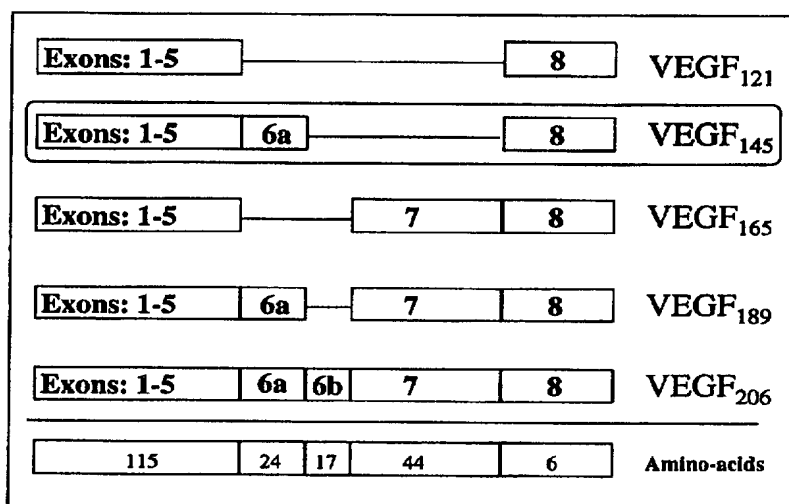 Exons: 1-5 8 VEGF121
Exons: 1-5 6a 8 VEGF145
Exons: 1-5 7 8 VEGF165
Exons: 1-5 6a 7 8 VEGF189
Exons: 1-5 6a 6b 7 8 VEGF206
115 24 17 44 6 Amino-acids